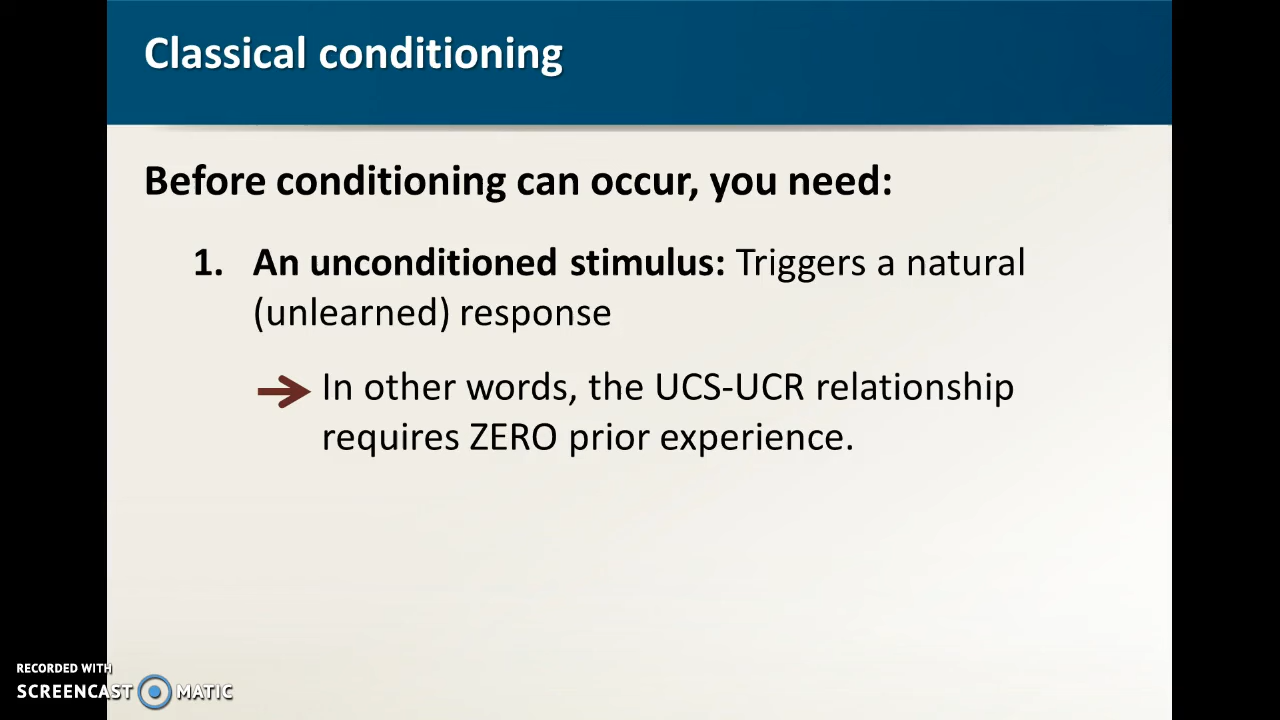 Classical conditioning
Before conditioning can occur, you need:
1. An unconditioned stimulus: Triggers a natural
(unlearned) response
In other words, the UCS-UCR relationship
requires ZERO prior experience.
RECORDED WITH
SCREENCAST MATIC